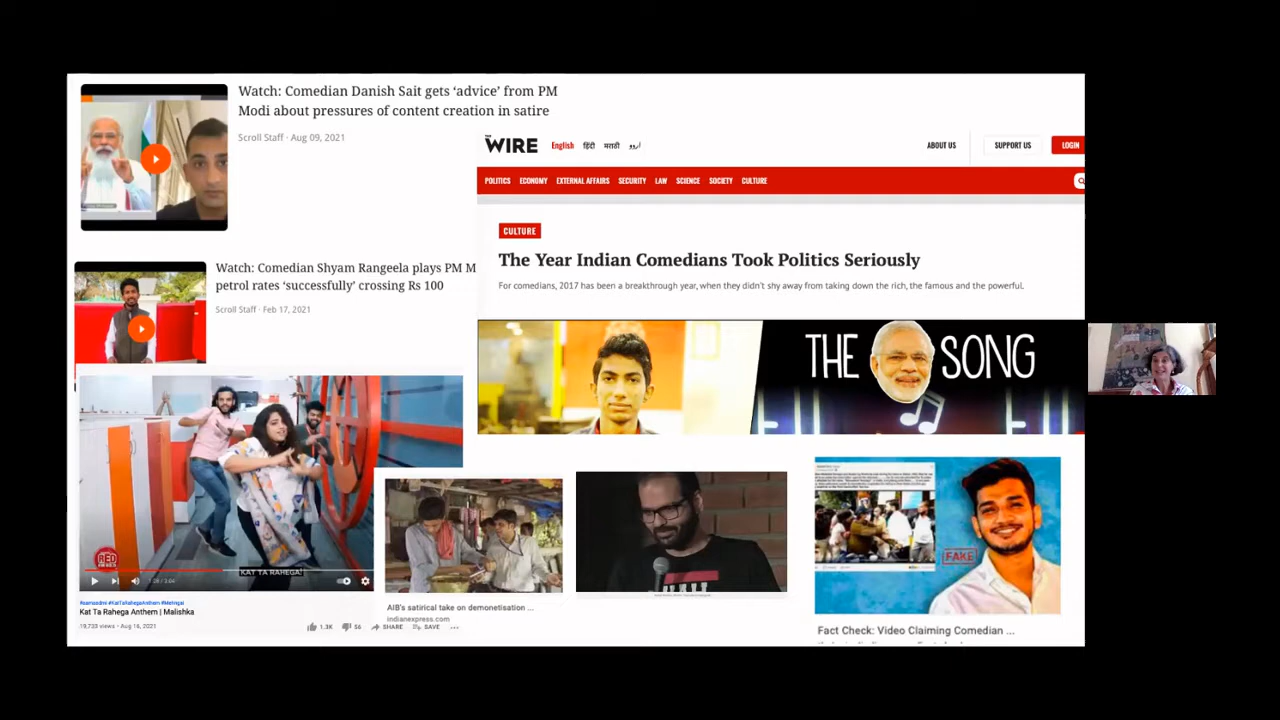 Watch: Comedian Danish Sait gets ‘advice’ from PM
Modi about pressures of content creation in satire
Scroll Staff · Aug 09, 2021
THE
WIRE
English हिंदी मराठी اردو
ABOUT US SUPPORT US LOGIN
POLITICS ECONOMY EXTERNAL AFFAIRS SECURITY LAW SCIENCE SOCIETY CULTURE
CULTURE
The Year Indian Comedians Took Politics Seriously
For comedians, 2017 has been a breakthrough year, when they didn't shy away from taking down the rich, the famous and the powerful.
Watch: Comedian Shyam Rangeela plays PM M
petrol rates ‘successfully’ crossing Rs 100
Scroll Staff · Feb 17, 2021
THE SONG
RED
KAT TA RAHEGA!
#KatTaRahegaAnthem
Kat Ta Rahega Anthem | Malishka
19,733 views • Aug 16, 2021
1.3K 56 SHARE SAVE ...
AIB's satirical take on demonetisation ...
indianexpress.com
FAKE
Fact Check: Video Claiming Comedian ...